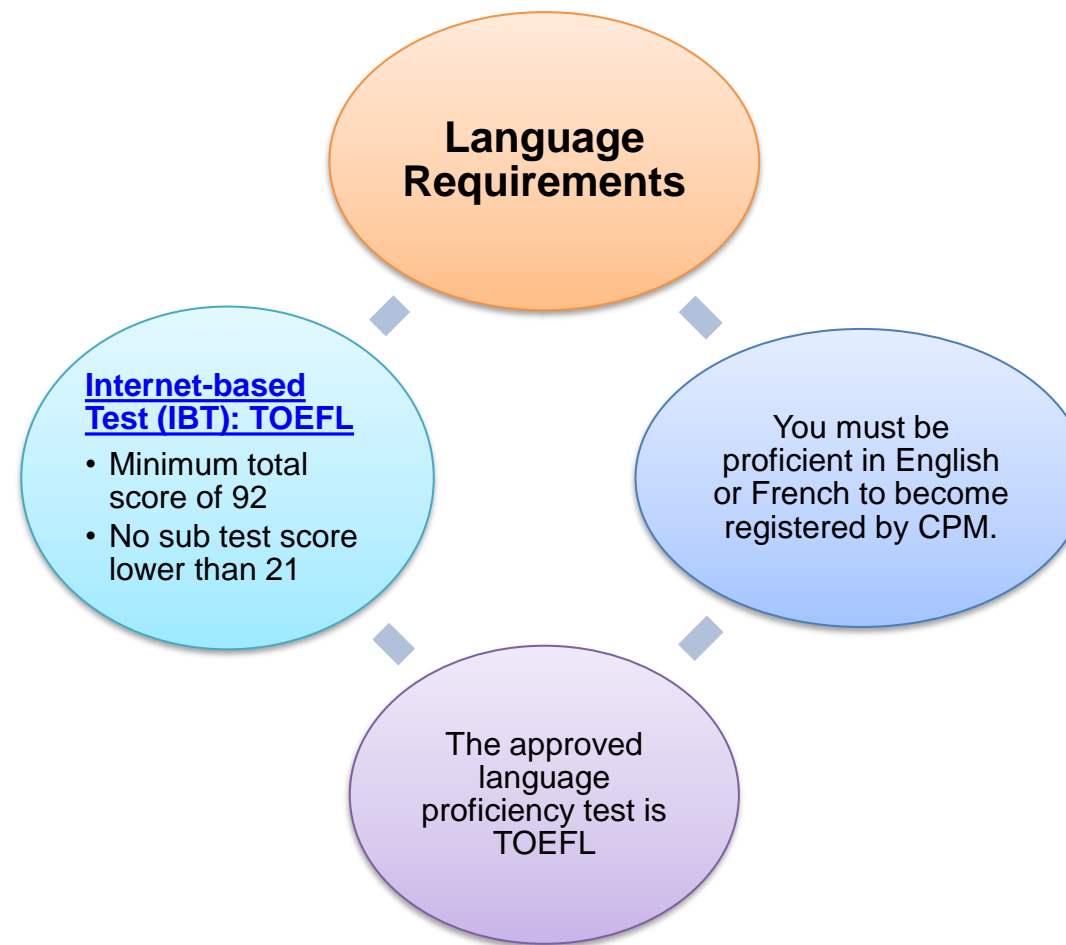 Language
Requirements
You must be
proficient in English
or French to become
registered by CPM.
The approved
language
proficiency test is
TOEFL
Internet-based
Test (IBT): TOEFL
• Minimum total
score of 92
• No sub test score
lower than 21